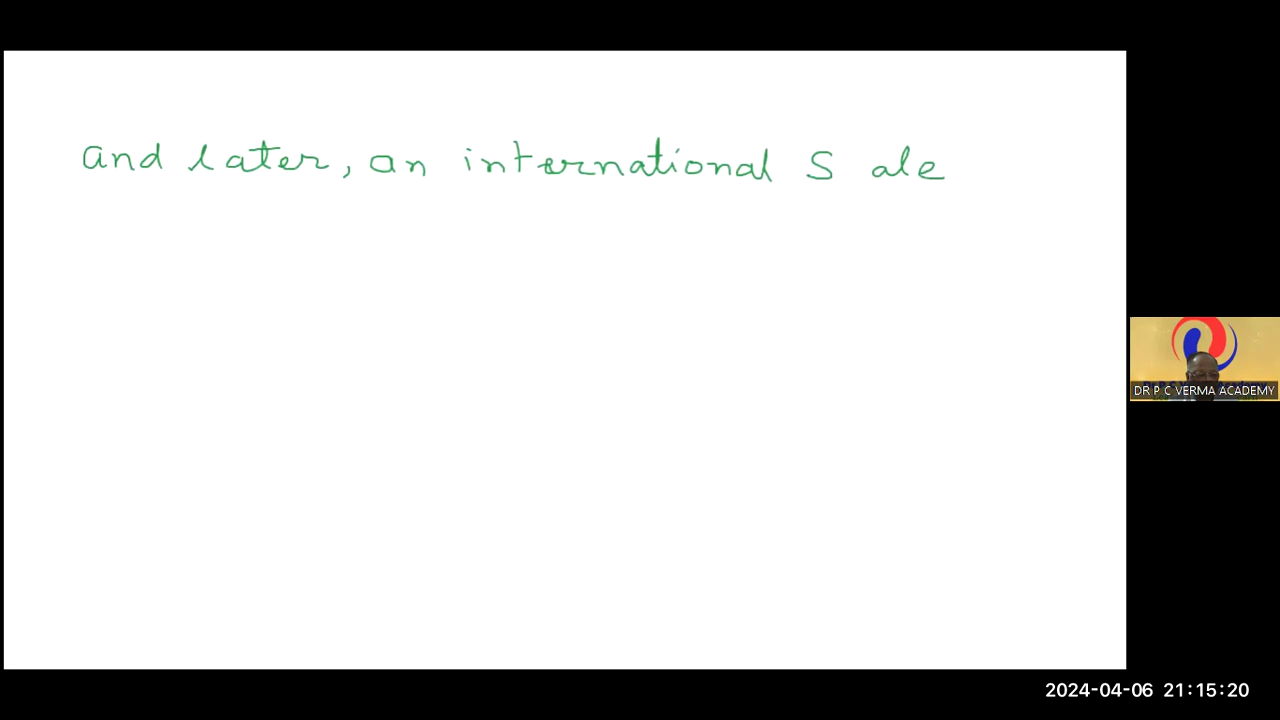 and later, an international S ale
DR P C VERMA ACADEMY
2024-04-06 21:15:20